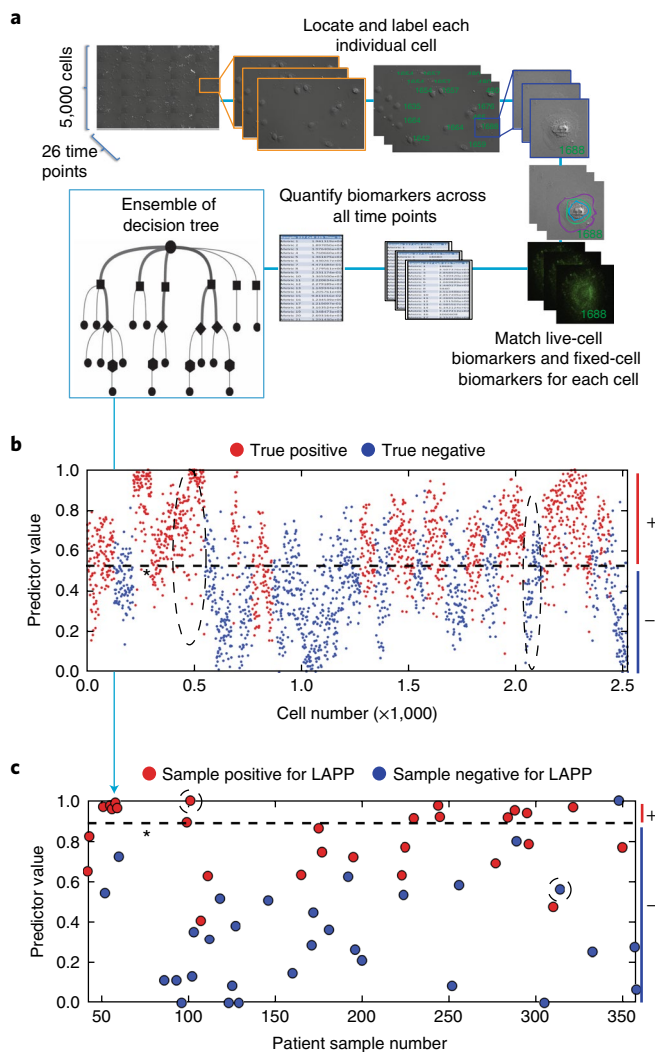 a
Locate and label each
individual cell
5,000 cells
26 time
points
1688
1688
1688
Ensemble of
decision tree
Quantify biomarkers across
all time points
Match live-cell
biomarkers and fixed-cell
biomarkers for each cell
b
True positive
True negative
Predictor value
1.0
0.8
0.6
0.4
0.2
0.0
*
+
–
0.0
0.5
1.0
1.5
2.0
2.5
Cell number (×1,000)
c
Sample positive for LAPP
Sample negative for LAPP
Predictor value
1.0
0.8
0.6
0.4
0.2
0.0
*
+
–
50
100
150
200
250
300
350
Patient sample number